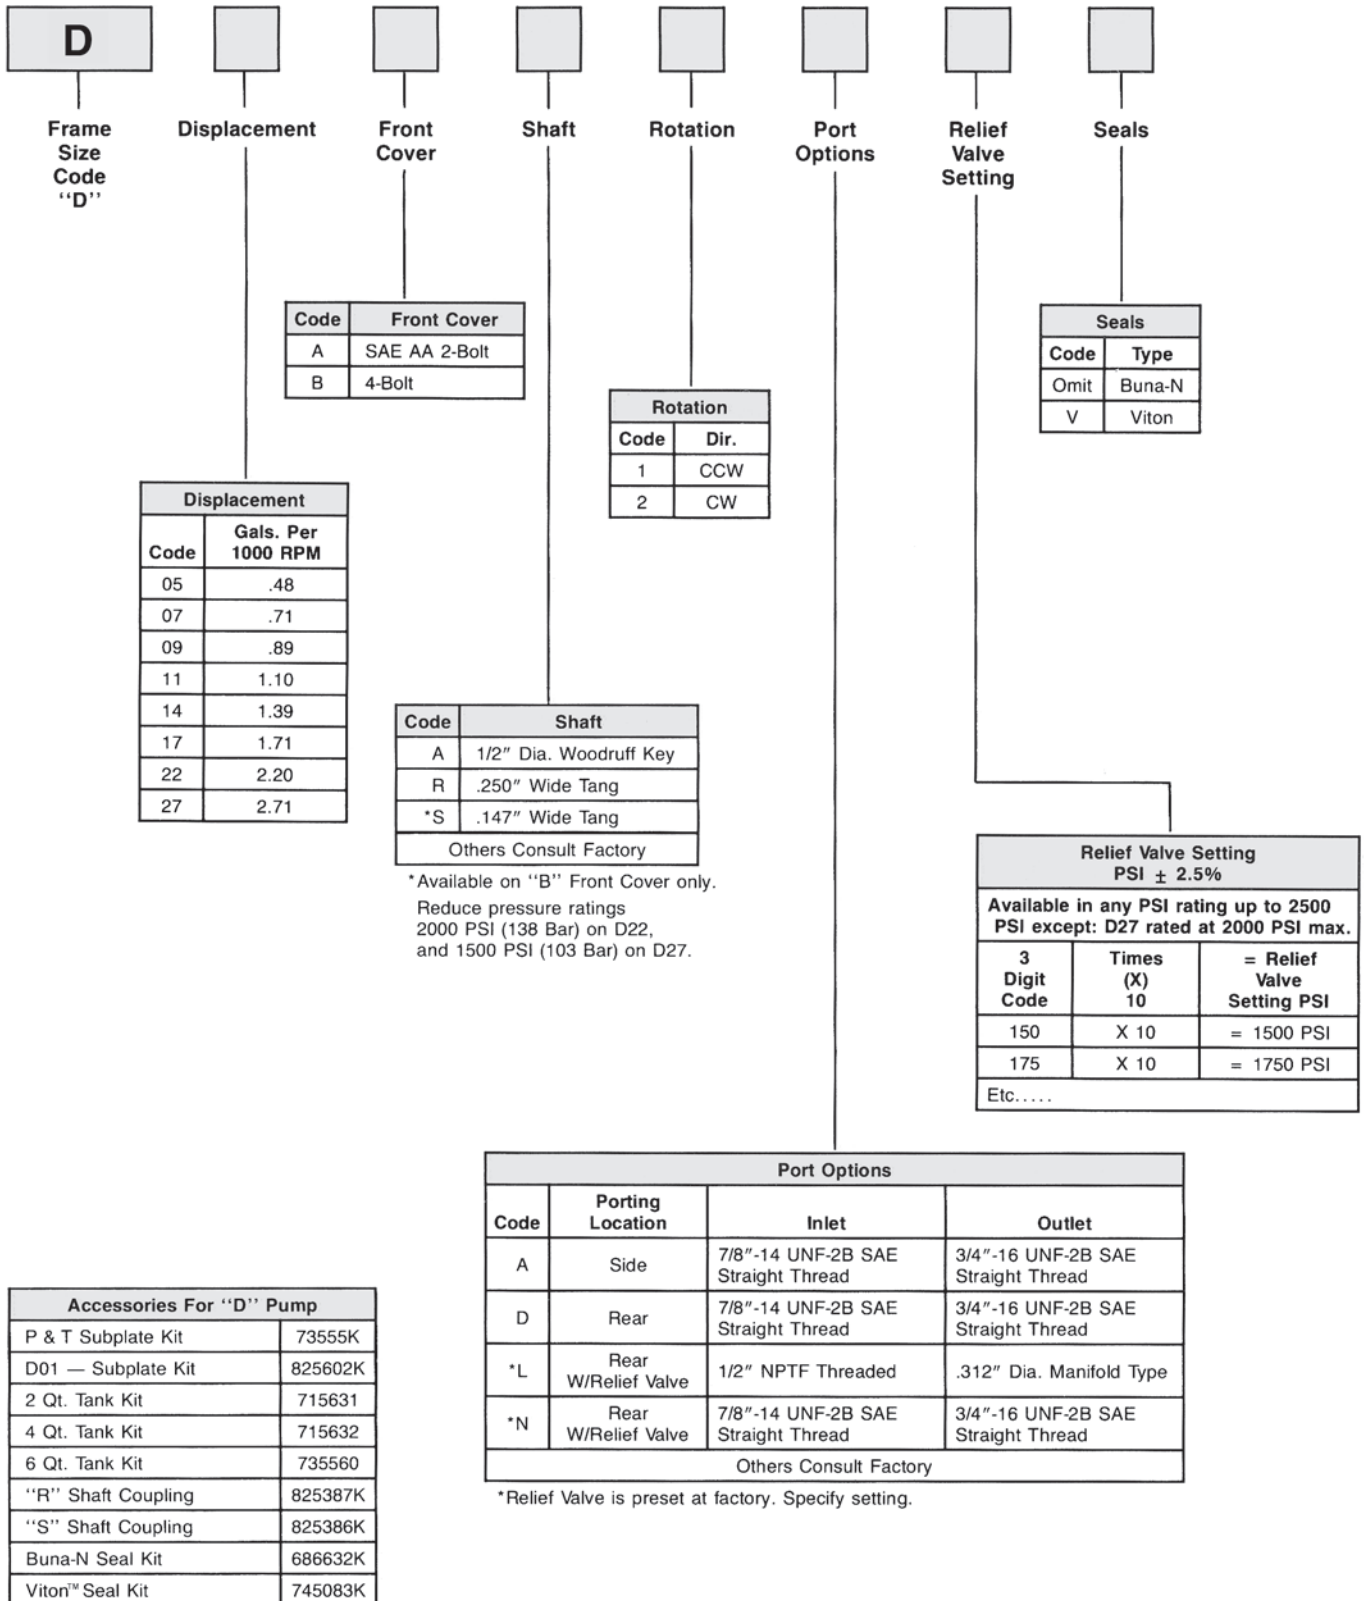 D
Frame
Size
Code
‘‘D’’
Displacement
Front
Cover
Shaft
Rotation
Port
Options
Relief
Valve
Setting
Seals
Code Front Cover
A SAE AA 2-Bolt
B 4-Bolt
Seals
Code Type
Omit Buna-N
V Viton
Rotation
Code Dir.
1 CCW
2 CW
Displacement
Code Gals. Per
1000 RPM
05 .48
07 .71
09 .89
11 1.10
14 1.39
17 1.71
22 2.20
27 2.71
Code Shaft
A 1/2″ Dia. Woodruff Key
R .250″ Wide Tang
*S .147″ Wide Tang
Others Consult Factory
*Available on ‘‘B’’ Front Cover only.
Reduce pressure ratings
2000 PSI (138 Bar) on D22,
and 1500 PSI (103 Bar) on D27.
Relief Valve Setting
PSI ± 2.5%
Available in any PSI rating up to 2500
PSI except: D27 rated at 2000 PSI max.
3
Digit
Code
Times
(X)
10
= Relief
Valve
Setting PSI
150 X 10 = 1500 PSI
175 X 10 = 1750 PSI
Etc.....
Port Options
Code
Porting
Location
Inlet
Outlet
A
Side
7/8″-14 UNF-2B SAE
Straight Thread
3/4″-16 UNF-2B SAE
Straight Thread
D
Rear
7/8″-14 UNF-2B SAE
Straight Thread
3/4″-16 UNF-2B SAE
Straight Thread
*L
Rear
W/Relief Valve
1/2″ NPTF Threaded
.312″ Dia. Manifold Type
*N
Rear
W/Relief Valve
7/8″-14 UNF-2B SAE
Straight Thread
3/4″-16 UNF-2B SAE
Straight Thread
Others Consult Factory
*Relief Valve is preset at factory. Specify setting.
Accessories For ‘‘D’’ Pump
P & T Subplate Kit 73555K
D01 — Subplate Kit 825602K
2 Qt. Tank Kit 715631
4 Qt. Tank Kit 715632
6 Qt. Tank Kit 735560
‘‘R’’ Shaft Coupling 825387K
‘‘S’’ Shaft Coupling 825386K
Buna-N Seal Kit 686632K
Viton™ Seal Kit 745083K